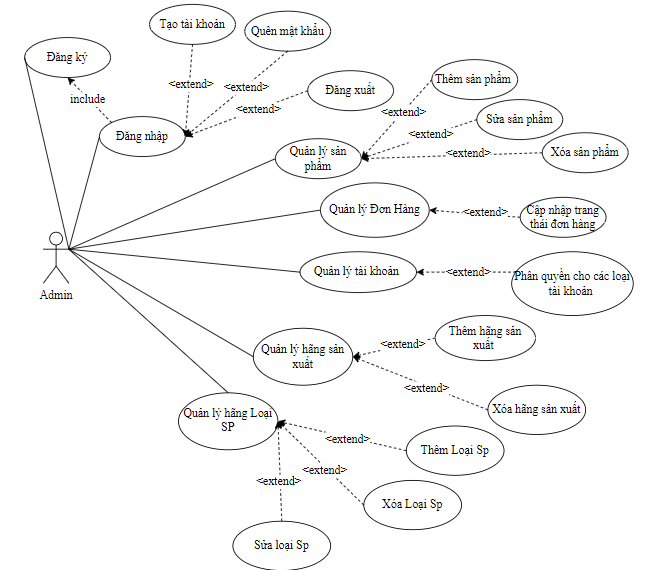 Tạo tài khoản
Quên mật khẩu
Đăng ký
<extend>
<extend>
Đăng xuất
include
<extend>
Đăng nhập
Thêm sản phẩm
<extend>
Sửa sản phẩm
<extend>
Quản lý sản
phẩm
<extend>
Xóa sản phẩm
Quản lý Đơn Hàng
<extend>
Cập nhập trang
thái đơn hàng
Quản lý tài khoản
<extend>
Phân quyền cho các loại
tài khoản
Admin
Thêm hãng sản
xuất
<extend>
Quản lý hãng sản
xuất
<extend>
Xóa hãng sản xuất
Quản lý hãng Loại
SP
<extend>
Thêm Loại Sp
<extend>
<extend>
Xóa Loại Sp
Sửa loại Sp